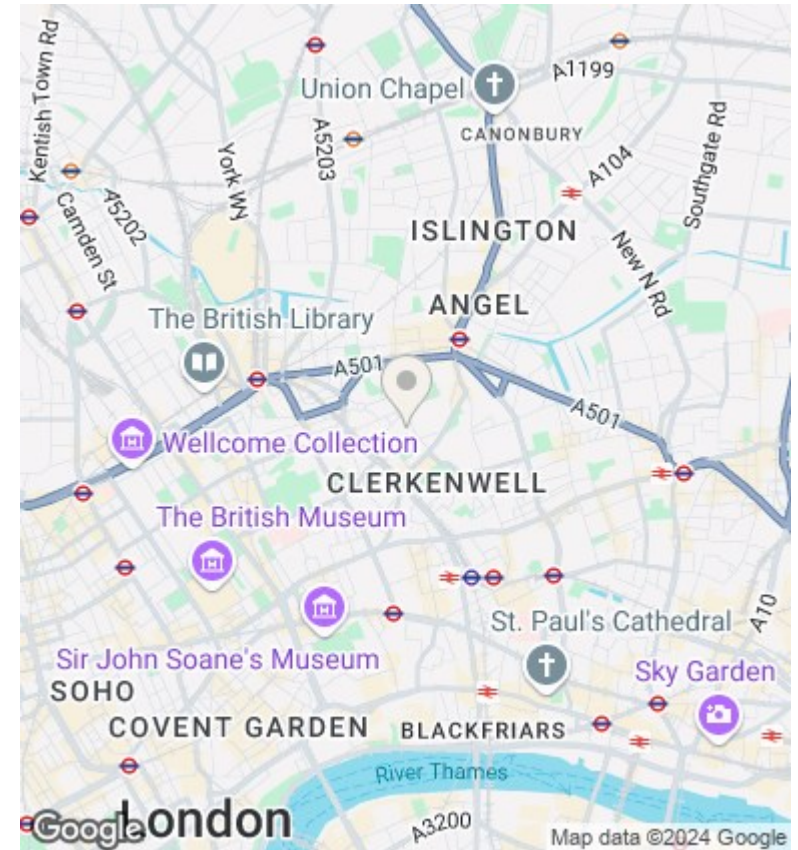 Kentish Town Rd
Union Chapel
A1199
A5203
CANONBURY
York Wy
A104
Southgate Rd
A5202
Camden St
ISLINGTON
New N Rd
ANGEL
The British Library
A501
A501
Wellcome Collection
CLERKENWELL
The British Museum
St. Paul's Cathedral
A10
Sir John Soane's Museum
Sky Garden
SOHO
COVENT GARDEN
BLACKFRIARS
River Thames
London
Google
A3200
Map data ©2024 Google